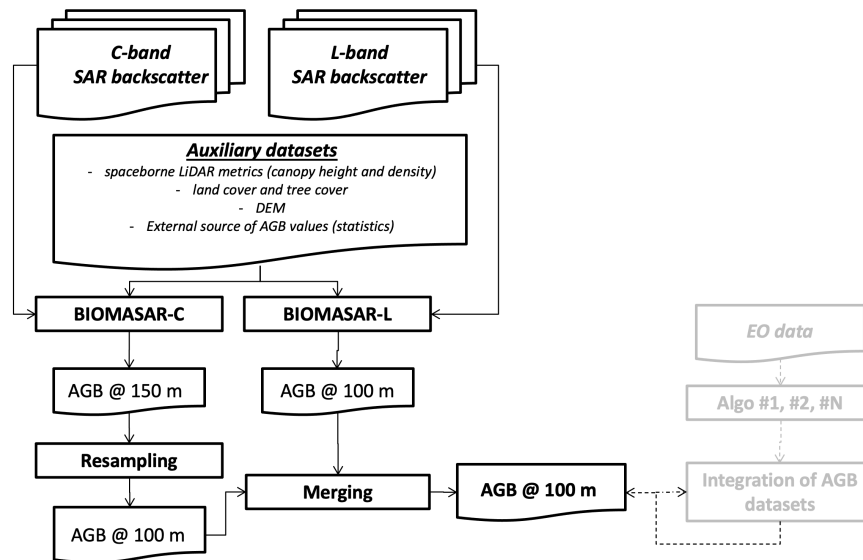 C-band
SAR backscatter
L-band
SAR backscatter
Auxiliary datasets
- spaceborne LiDAR metrics (canopy height and density)
- land cover and tree cover
- DEM
- External source of AGB values (statistics)
BIOMASAR-C
BIOMASAR-L
EO data
AGB @ 150 m
AGB @ 100 m
Algo #1, #2, #N
Resampling
Merging
AGB @ 100 m
Integration of AGB
datasets
AGB @ 100 m